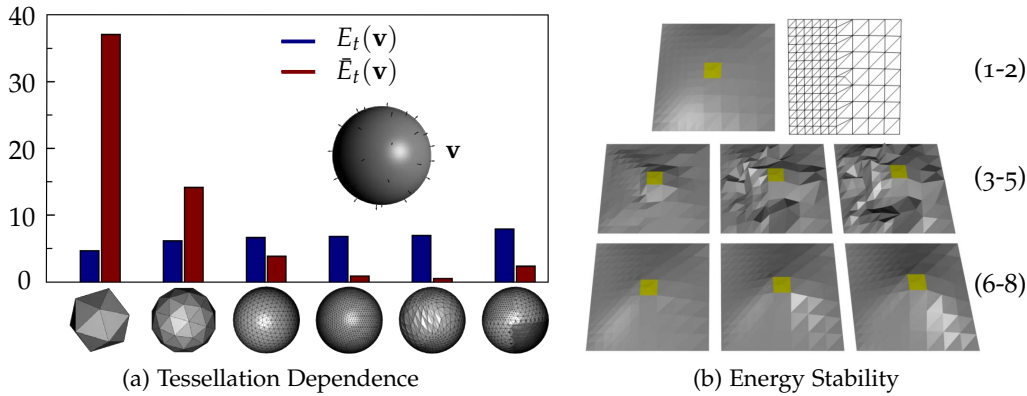 40
30
20
10
0
E_t(v)
Ē_t(v)
v
(a) Tessellation Dependence
(1-2)
(3-5)
(6-8)
(b) Energy Stability